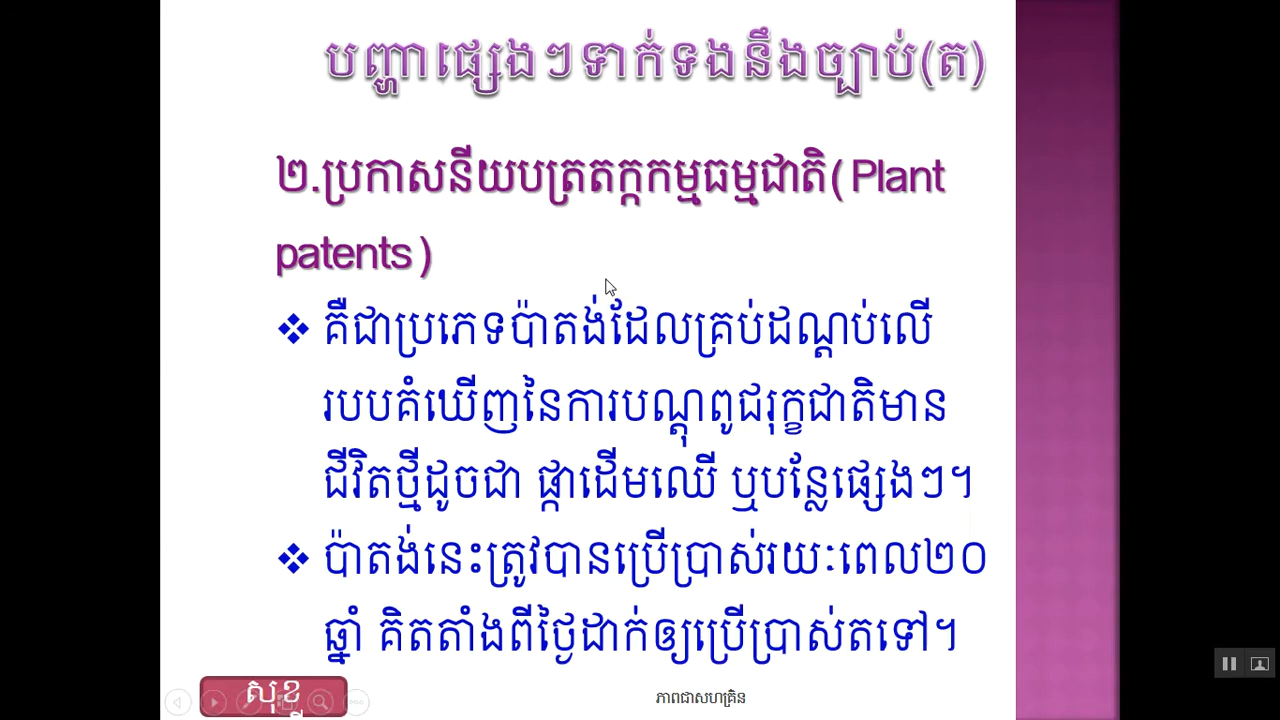 បញ្ហាផ្សេងៗទាក់ទងនឹងច្បាប់(ត)
២.ប្រកាសនីយបត្រតក្កកម្មធម្មជាតិ( Plant
patents )
❖ គឺជាប្រភេទប៉ាតង់ដែលគ្រប់ដណ្តប់លើ
របបគំឃើញនៃការបណ្តុពូជរុក្ខជាតិមាន
ជីវិតថ្មីដូចជា ផ្កាដើមឈើ ឬបន្លែផ្សេងៗ។
❖ ប៉ាតង់នេះត្រូវបានប្រើប្រាស់រយៈពេល២០
ឆ្នាំ គិតតាំងពីថ្ងៃដាក់ឲ្យប្រើប្រាស់តទៅ។
សុខ
ភាពជាសហគ្រិន